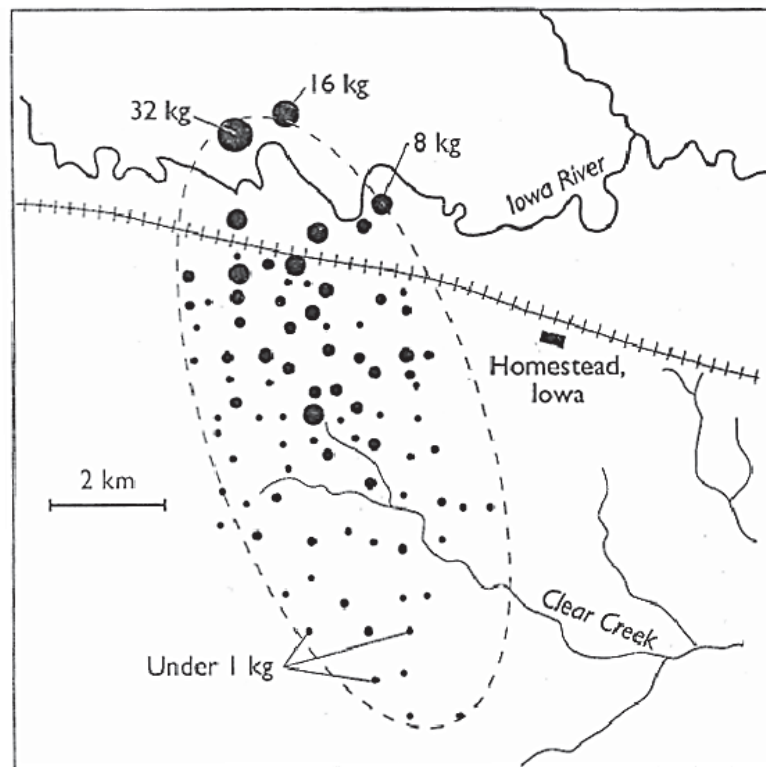 16 kg
32 kg
8 kg
Iowa River
Homestead,
Iowa
2 km
Clear Creek
Under 1 kg